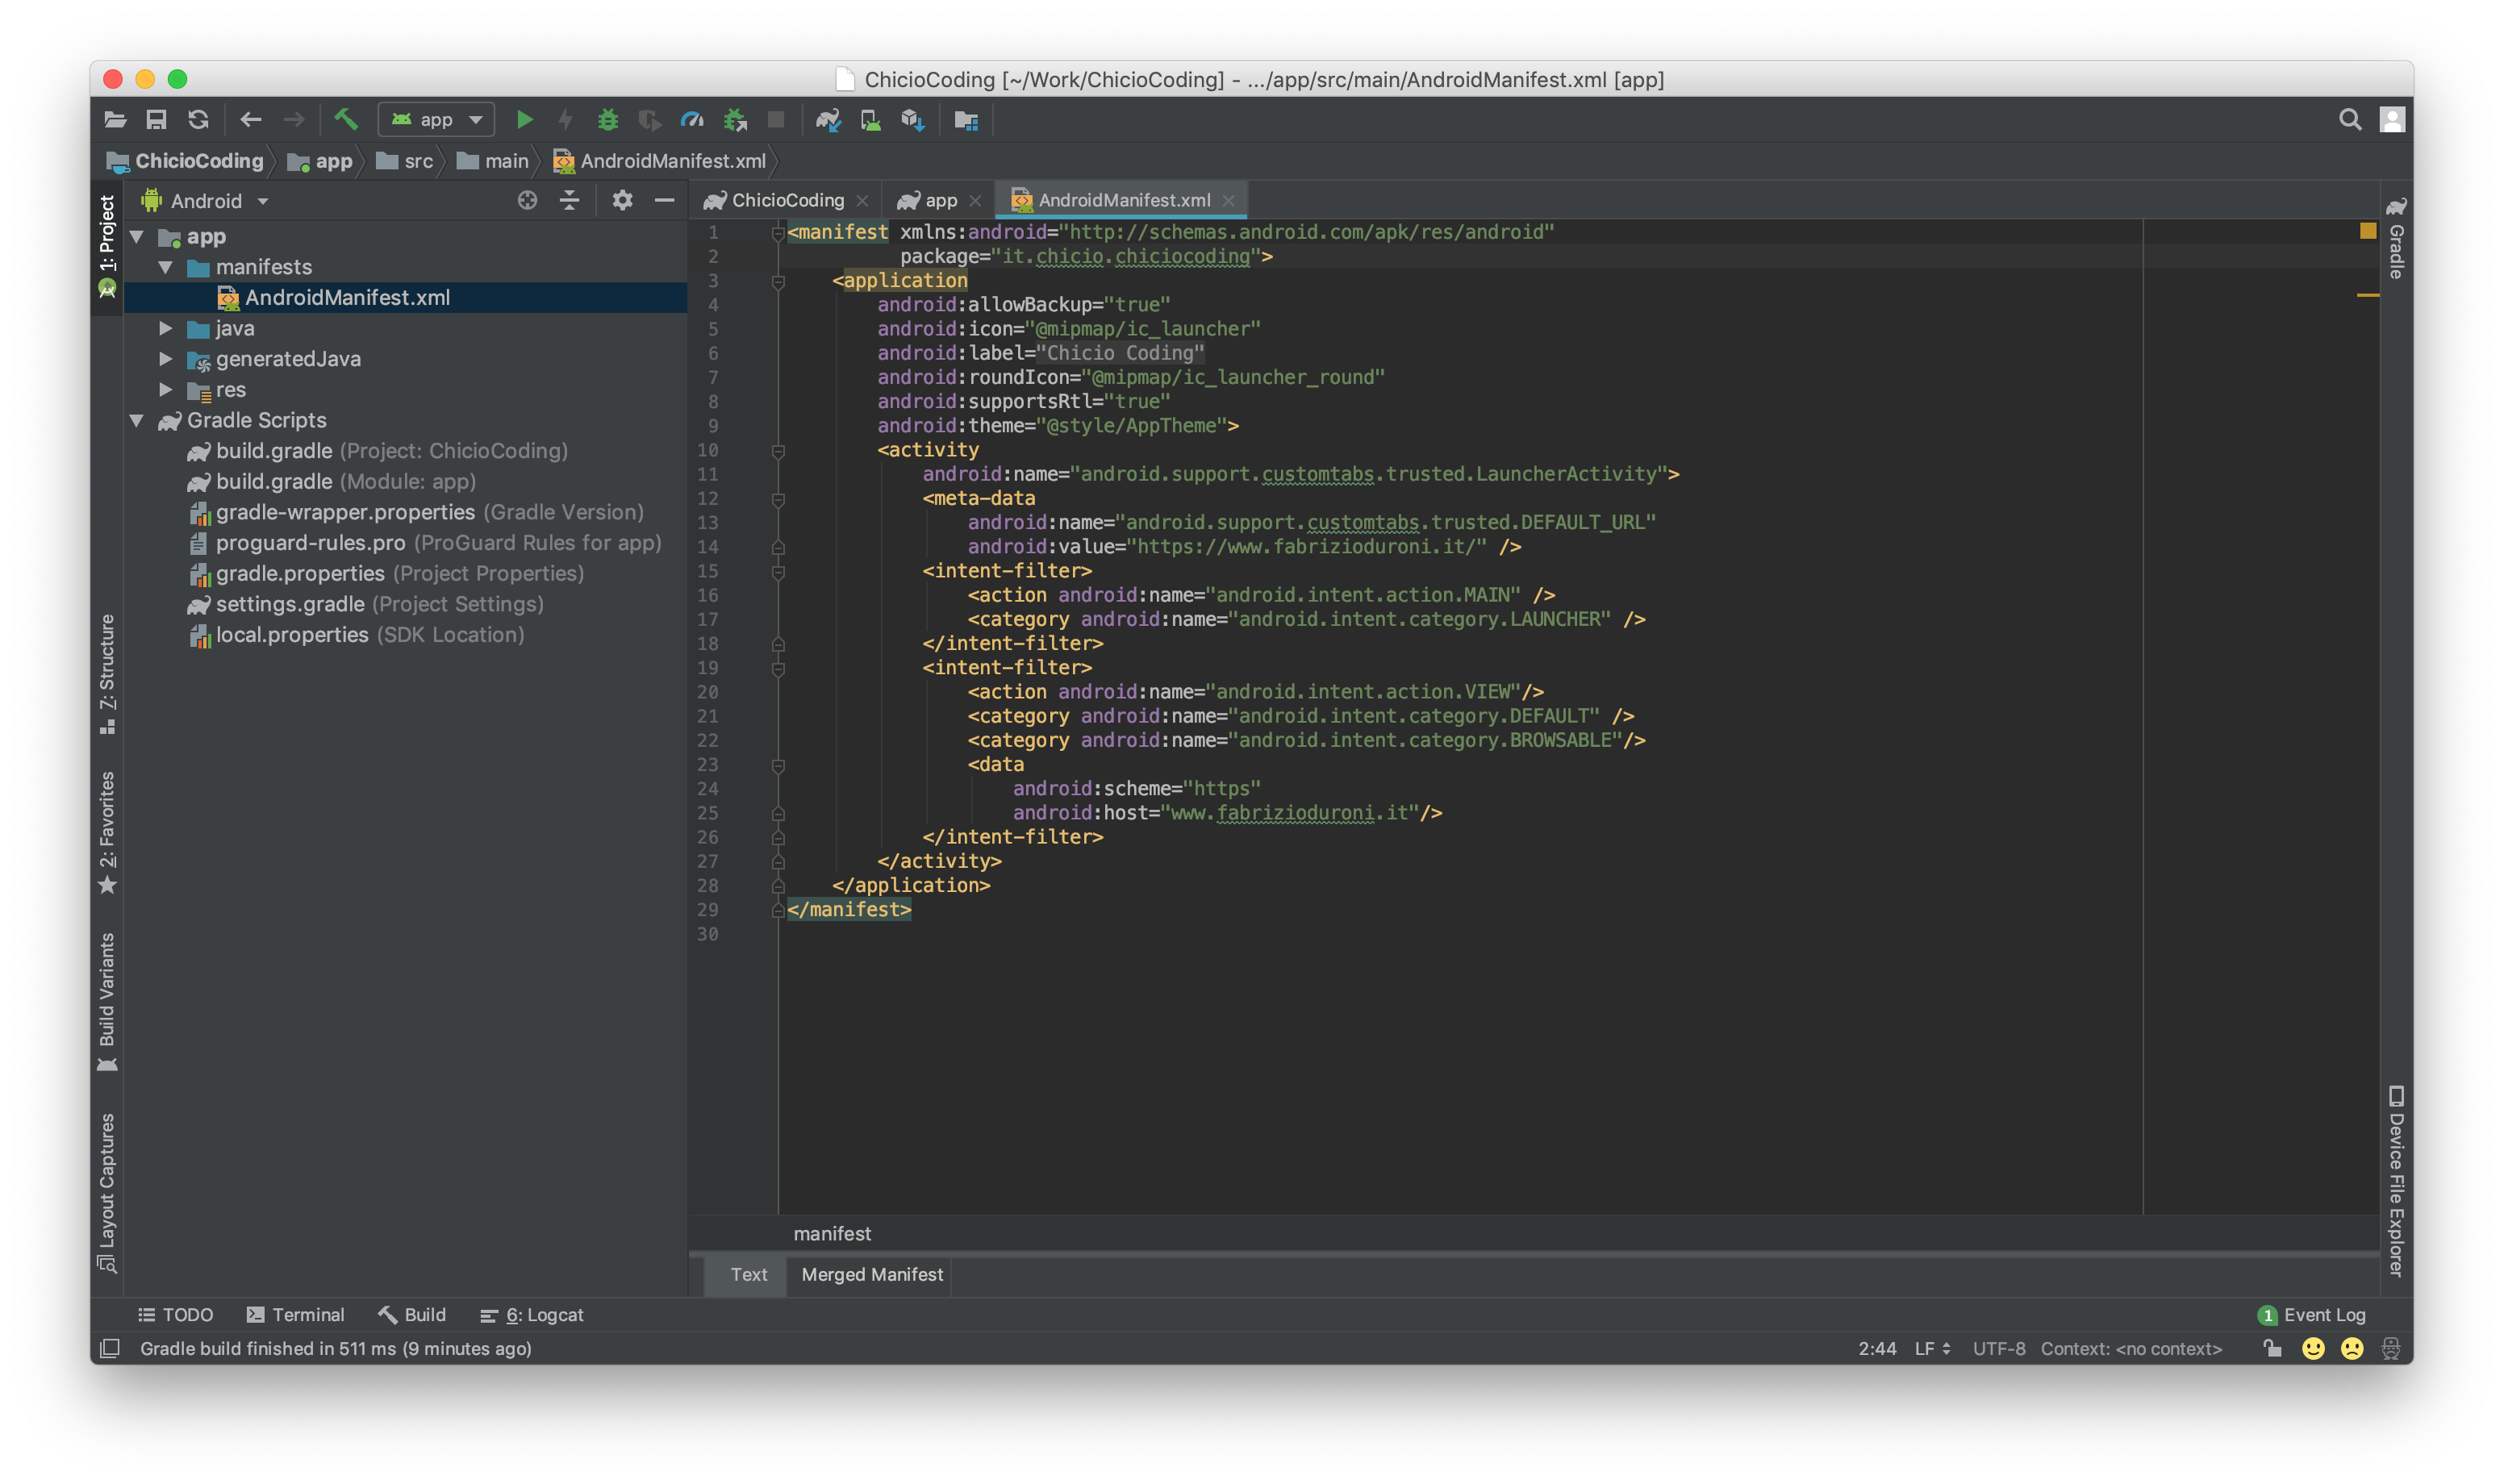 ChicioCoding [~/Work/ChicioCoding] - .../app/src/main/AndroidManifest.xml [app]
app
ChicioCoding app src main AndroidManifest.xml
1: Project
Android
ChicioCoding app AndroidManifest.xml
app
manifests
AndroidManifest.xml
java
generatedJava
res
Gradle Scripts
build.gradle (Project: ChicioCoding)
build.gradle (Module: app)
gradle-wrapper.properties (Gradle Version)
proguard-rules.pro (ProGuard Rules for app)
gradle.properties (Project Properties)
settings.gradle (Project Settings)
local.properties (SDK Location)
7: Structure
2: Favorites
Build Variants
Layout Captures
1 <manifest xmlns:android="http://schemas.android.com/apk/res/android"
2 package="it.chicio.chiciocoding">
3 <application
4 android:allowBackup="true"
5 android:icon="@mipmap/ic_launcher"
6 android:label="Chicio Coding"
7 android:roundIcon="@mipmap/ic_launcher_round"
8 android:supportsRtl="true"
9 android:theme="@style/AppTheme">
10 <activity
11 android:name="android.support.customtabs.trusted.LauncherActivity">
12 <meta-data
13 android:name="android.support.customtabs.trusted.DEFAULT_URL"
14 android:value="https://www.fabrizioduroni.it/" />
15 <intent-filter>
16 <action android:name="android.intent.action.MAIN" />
17 <category android:name="android.intent.category.LAUNCHER" />
18 </intent-filter>
19 <intent-filter>
20 <action android:name="android.intent.action.VIEW"/>
21 <category android:name="android.intent.category.DEFAULT" />
22 <category android:name="android.intent.category.BROWSABLE"/>
23 <data
24 android:scheme="https"
25 android:host="www.fabrizioduroni.it"/>
26 </intent-filter>
27 </activity>
28 </application>
29 </manifest>
30
Gradle
Device File Explorer
manifest
Text Merged Manifest
TODO Terminal Build 6: Logcat 1 Event Log
Gradle build finished in 511 ms (9 minutes ago) 2:44 LF UTF-8 Context: <no context>